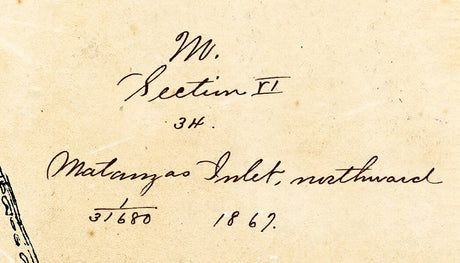 M.
Section VI
34.
Matanzas Inlet, northward
1/31680 1867.